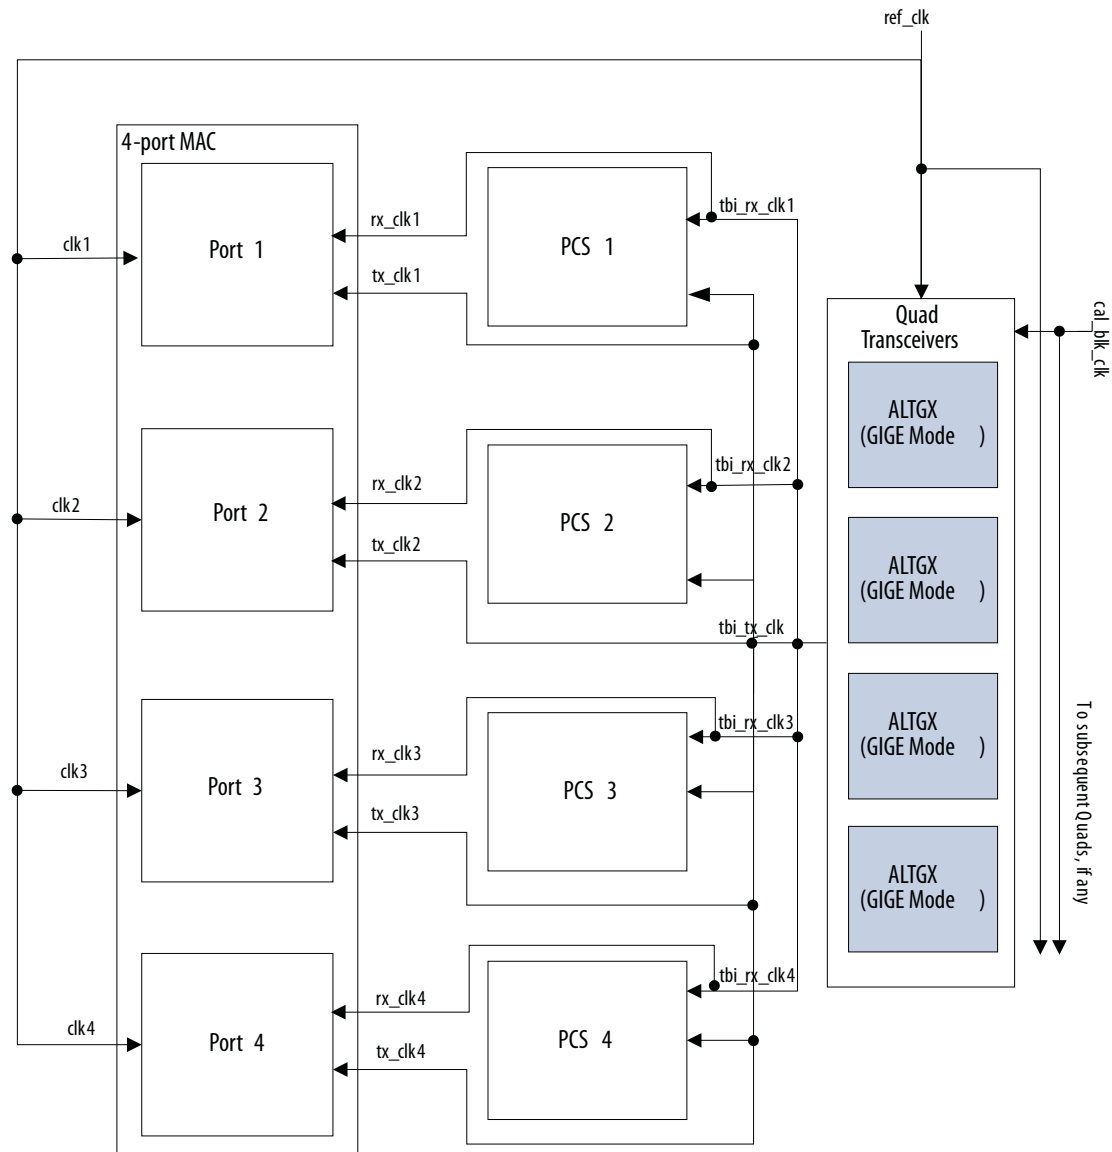 ref_clk
4-port MAC
Port 1
clk1
rx_clk1
tx_clk1
PCS 1
tbi_rx_clk1
Quad
Transceivers
cal_blk_clk
ALTGX
(GIGE Mode )
Port 2
clk2
rx_clk2
tx_clk2
PCS 2
tbi_rx_clk2
ALTGX
(GIGE Mode )
tbi_tx_clk
Port 3
clk3
rx_clk3
tx_clk3
PCS 3
tbi_rx_clk3
ALTGX
(GIGE Mode )
To subsequent Quads, if any
ALTGX
(GIGE Mode )
Port 4
clk4
rx_clk4
tx_clk4
PCS 4
tbi_rx_clk4